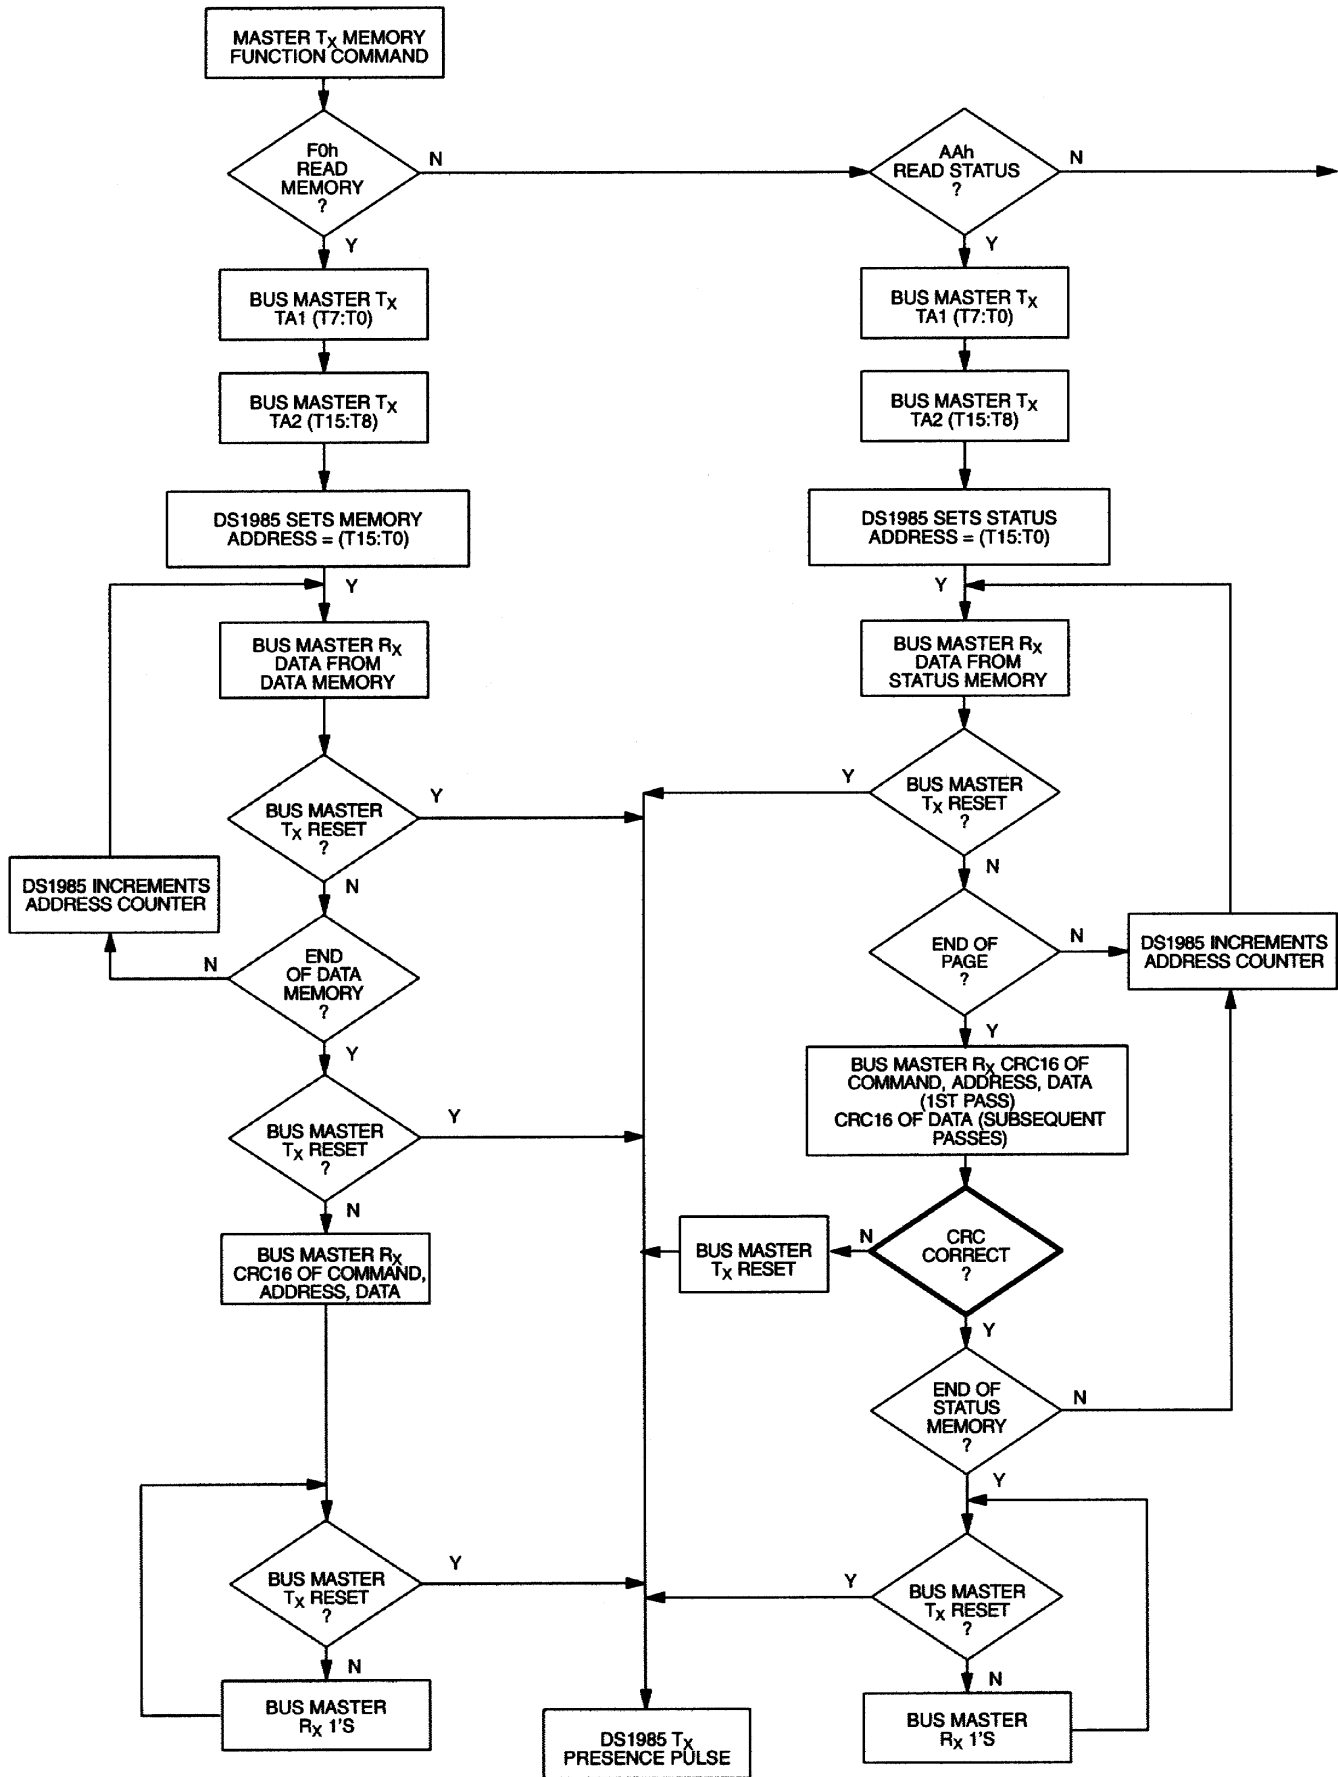 MASTER TX MEMORY
FUNCTION COMMAND
F0h
READ
MEMORY
?
N
Y
BUS MASTER TX
TA1 (T7:T0)
BUS MASTER TX
TA2 (T15:T8)
DS1985 SETS MEMORY
ADDRESS = (T15:T0)
Y
BUS MASTER RX
DATA FROM
DATA MEMORY
BUS MASTER
TX RESET
?
Y
N
DS1985 INCREMENTS
ADDRESS COUNTER
END
OF DATA
MEMORY
?
N
Y
BUS MASTER
TX RESET
?
Y
N
BUS MASTER RX
CRC16 OF COMMAND,
ADDRESS, DATA
BUS MASTER
TX RESET
?
Y
N
BUS MASTER
RX 1'S
AAh
READ STATUS
?
N
Y
BUS MASTER TX
TA1 (T7:T0)
BUS MASTER TX
TA2 (T15:T8)
DS1985 SETS STATUS
ADDRESS = (T15:T0)
Y
BUS MASTER RX
DATA FROM
STATUS MEMORY
BUS MASTER
TX RESET
?
Y
N
END OF
PAGE
?
N
DS1985 INCREMENTS
ADDRESS COUNTER
Y
BUS MASTER RX CRC16 OF
COMMAND, ADDRESS, DATA
(1ST PASS)
CRC16 OF DATA (SUBSEQUENT
PASSES)
CRC
CORRECT
?
N
BUS MASTER
TX RESET
Y
END OF
STATUS
MEMORY
?
N
Y
BUS MASTER
TX RESET
?
Y
N
BUS MASTER
RX 1'S
DS1985 TX
PRESENCE PULSE